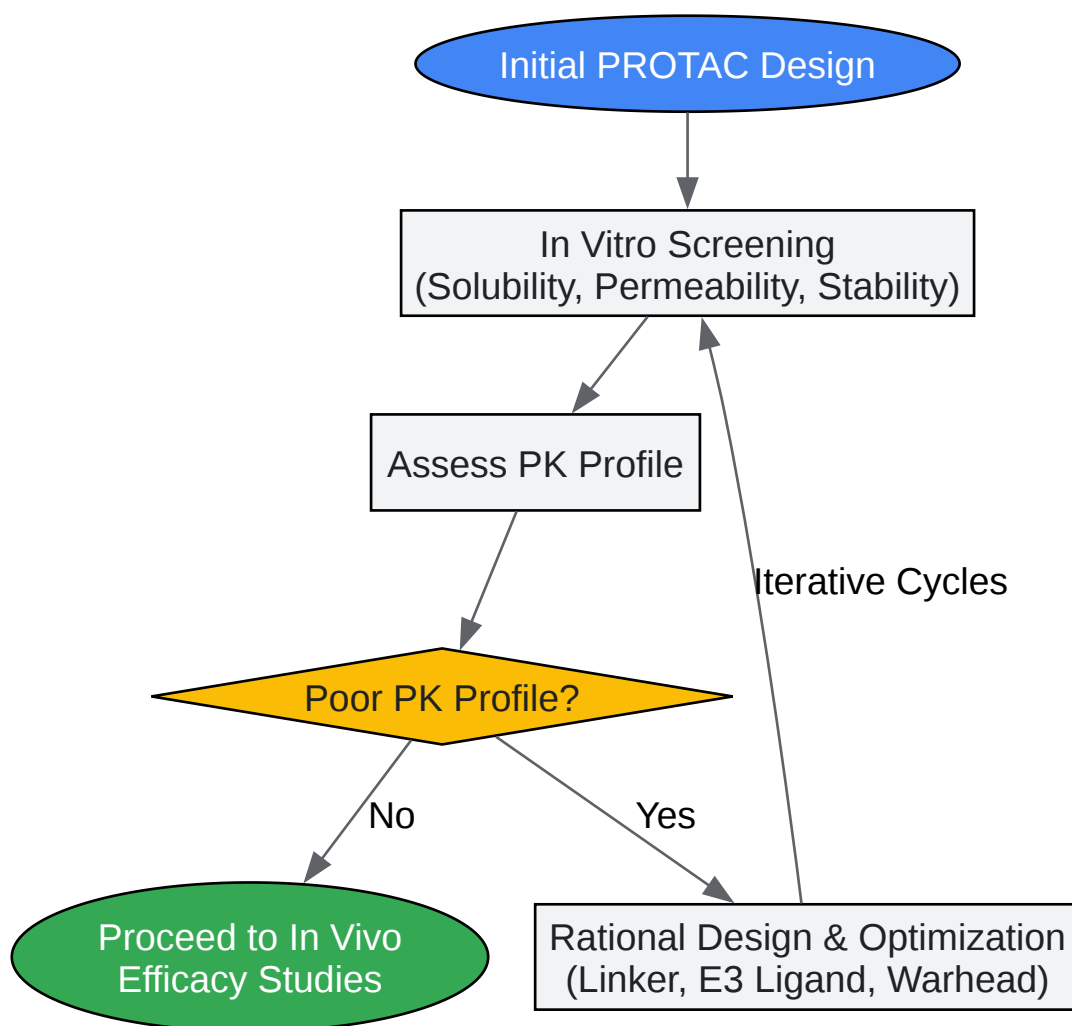 Initial PROTAC Design
In Vitro Screening
(Solubility, Permeability, Stability)
Assess PK Profile
Iterative Cycles
Poor PK Profile?
No
Yes
Proceed to In Vivo
Efficacy Studies
Rational Design & Optimization
(Linker, E3 Ligand, Warhead)